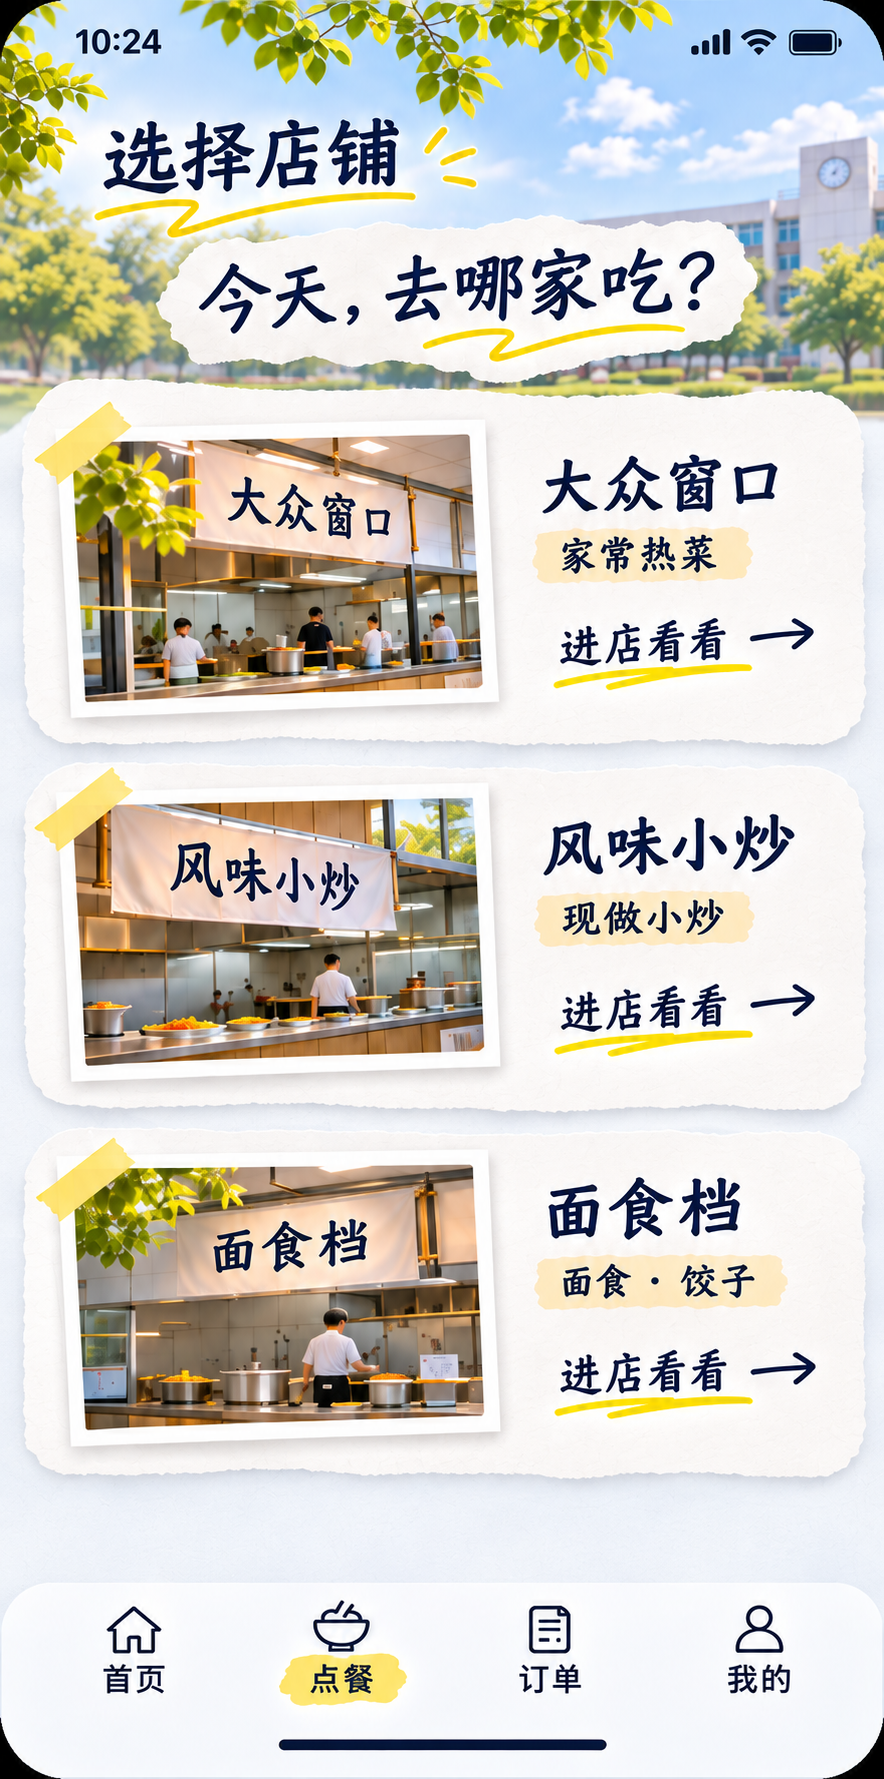 10:24
选择店铺
今天,去哪家吃?
大众窗口
大众窗口
家常热菜
进店看看
风味小炒
风味小炒
现做小炒
进店看看
面食档
面食档
面食·饺子
进店看看
首页
点餐
订单
我的